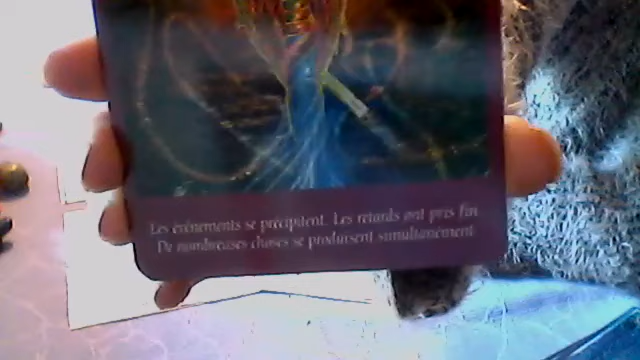 Les événements se précipitent. Les retards ont pris fin.
De nombreuses choses se produisent simultanément.